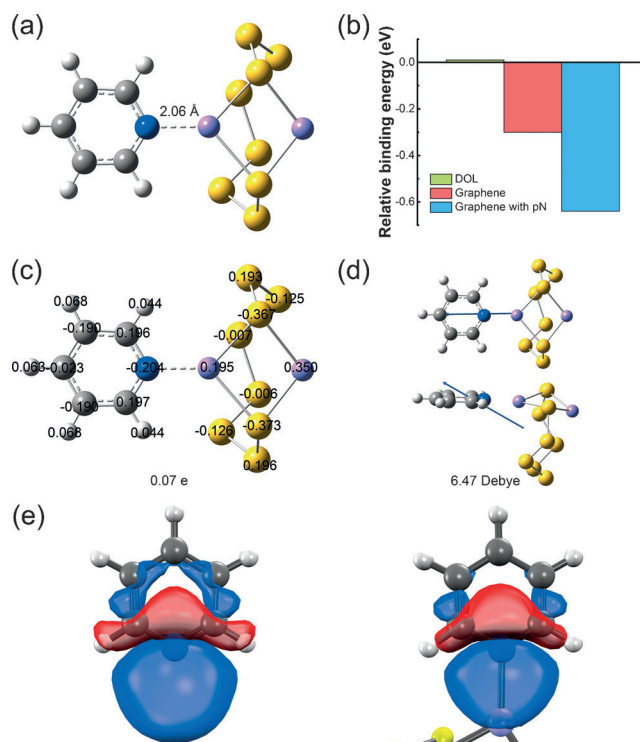 (a)
2.06 Å
(b)
Relative binding energy (eV)
0.0
-0.2
-0.4
-0.6
DOL
Graphene
Graphene with pN
(c)
0.193
-0.125
0.068
0.044
-0.367
-0.190
0.196
-0.007
0.063
-0.023
-0.204
0.195
0.350
-0.006
-0.190
0.197
-0.126
-0.373
0.068
0.044
0.196
0.07 e
(d)
6.47 Debye
(e)